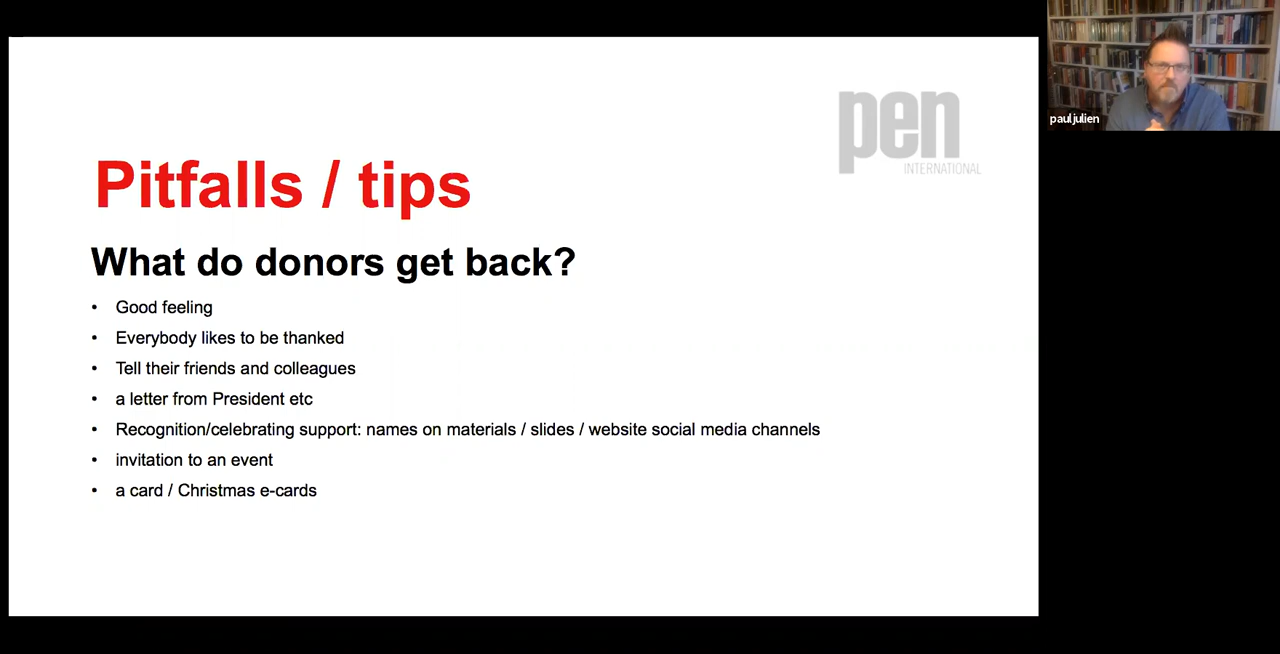 pen
INTERNATIONAL
pauljulien
Pitfalls / tips
What do donors get back?
• Good feeling
• Everybody likes to be thanked
• Tell their friends and colleagues
• a letter from President etc
• Recognition/celebrating support: names on materials / slides / website social media channels
• invitation to an event
• a card / Christmas e-cards